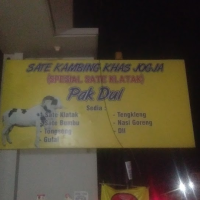 SATE KAMBING KHAS JOGJA
(SPESIAL SATE KLATAK)
Pak Dul
Sedia :
- Sate Klatak
- Sate Bumbu
- Tongseng
- Gulai
- Tengkleng
- Nasi Goreng
- Dll